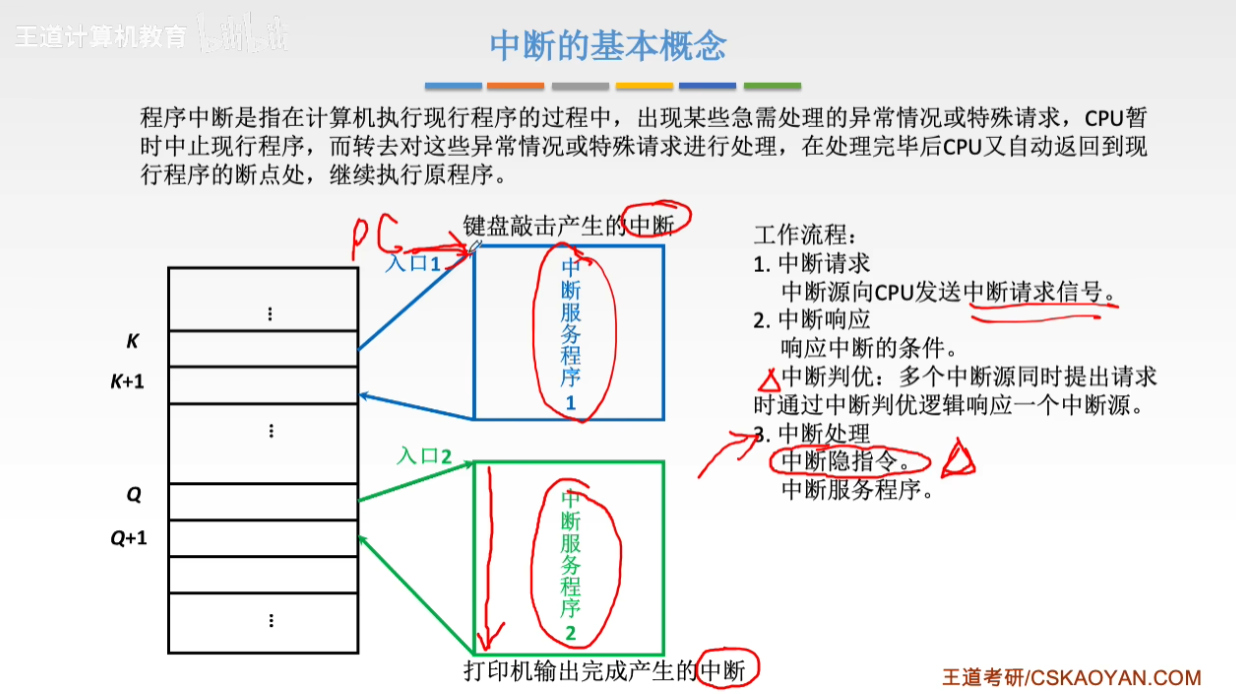 王道计算机教育 bilibili
中断的基本概念
程序中断是指在计算机执行现行程序的过程中，出现某些急需处理的异常情况或特殊请求，CPU暂
时中止现行程序，而转去对这些异常情况或特殊请求进行处理，在处理完毕后CPU又自动返回到现
行程序的断点处，继续执行原程序。
PC
键盘敲击产生的中断
入口1
中断服务程序1
⋮
K
K+1
⋮
Q
Q+1
⋮
入口2
中断服务程序2
打印机输出完成产生的中断
工作流程：
1. 中断请求
中断源向CPU发送中断请求信号。
2. 中断响应
响应中断的条件。
中断判优：多个中断源同时提出请求
时通过中断判优逻辑响应一个中断源。
3. 中断处理
中断隐指令。
中断服务程序。
王道考研/CSKAOYAN.COM